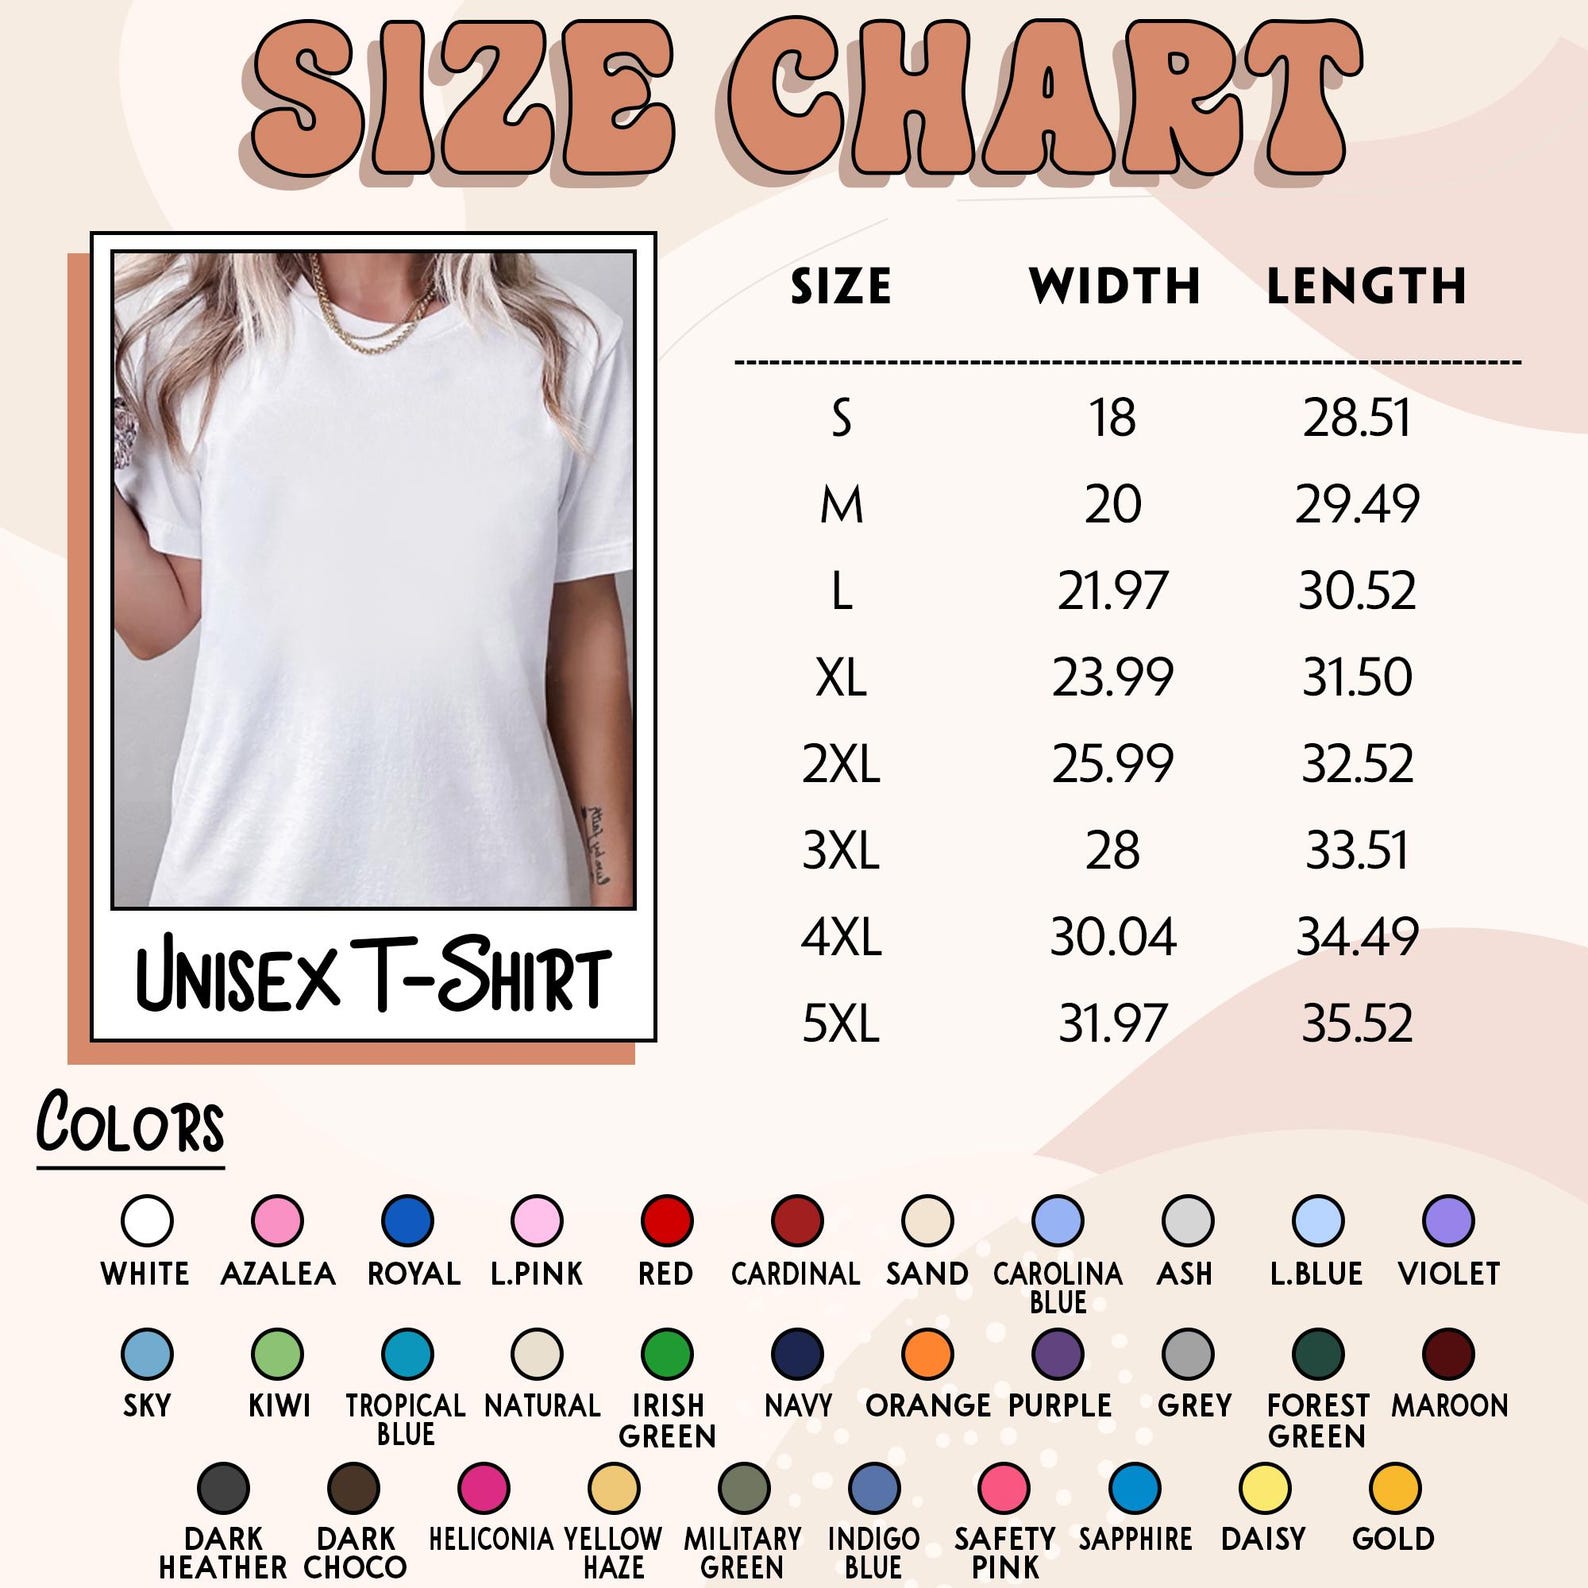 SIZE CHART
SIZE WIDTH LENGTH
S 18 28.51
M 20 29.49
L 21.97 30.52
XL 23.99 31.50
2XL 25.99 32.52
3XL 28 33.51
4XL 30.04 34.49
5XL 31.97 35.52
UNISEX T-SHIRT
COLORS
WHITE AZALEA ROYAL L.PINK RED CARDINAL SAND CAROLINA BLUE ASH L.BLUE VIOLET
SKY KIWI TROPICAL BLUE NATURAL IRISH GREEN NAVY ORANGE PURPLE GREY FOREST GREEN MAROON
DARK HEATHER DARK CHOCO HELICONIA YELLOW HAZE MILITARY GREEN INDIGO BLUE SAFETY PINK SAPPHIRE DAISY GOLD